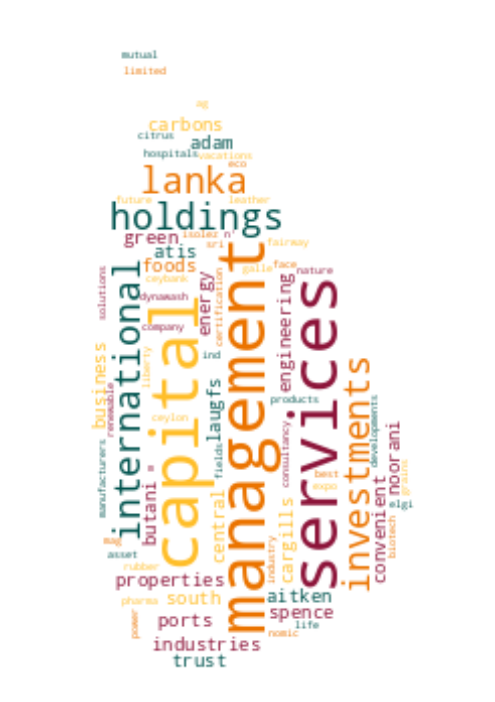 mutual
limited
ag
carbons
citrus
adam
hospitals
vacations
eco
lanka
future
leather
holdings
green
isolez
n'
sri
atis
fairway
foods
galle
face
nature
ceybank
solutions
dynawash
energy
certification
engineering
international
capital
management
services
company
ind
business
renewable
liberty
laugfs
investments
products
developments
ceylon
noorani
manufacturers
butani
fields
consultancy
best
expo
grains
convenient
central
cargills
elgi
biotech
mag
asset
rubber
industry
properties
pharma
south
aitken
power
ports
spence
life
nomic
industries
trust